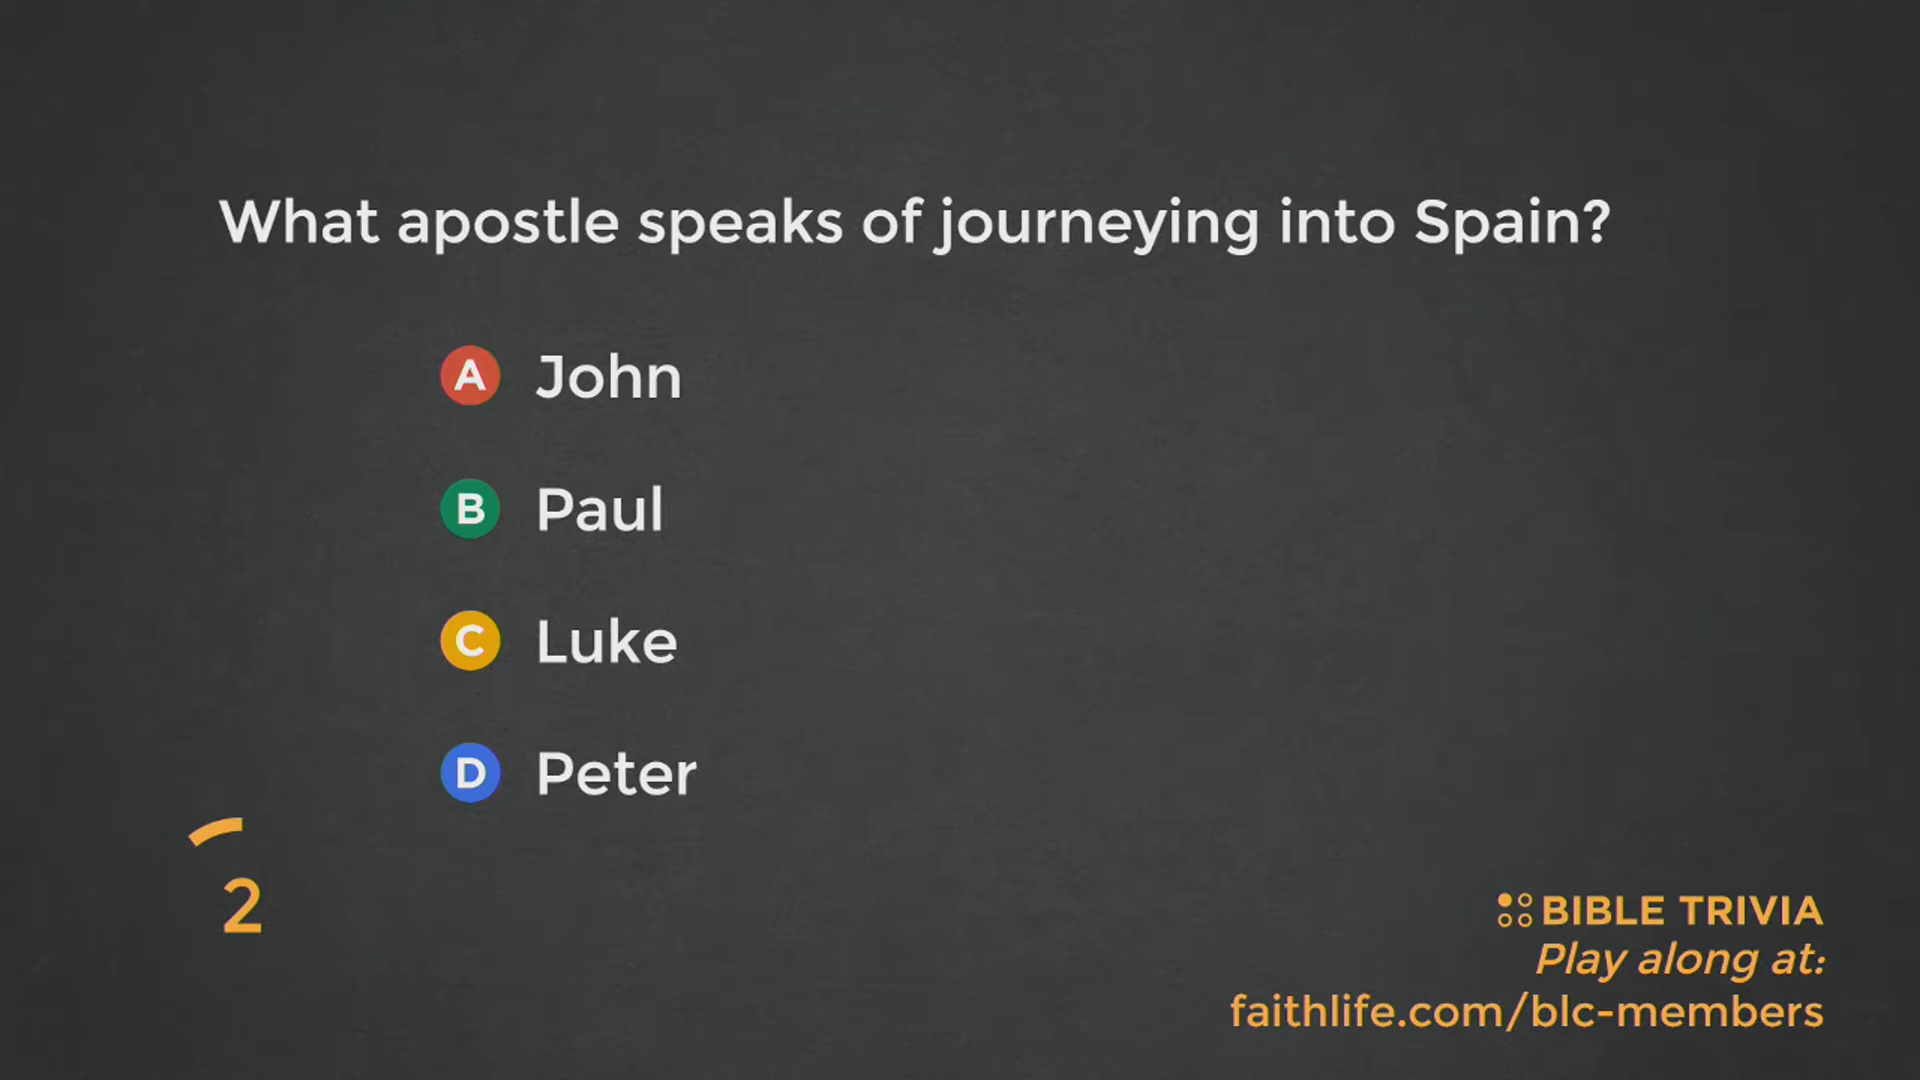 What apostle speaks of journeying into Spain?
A John
B Paul
C Luke
D Peter
2
BIBLE TRIVIA
Play along at:
faithlife.com/blc-members